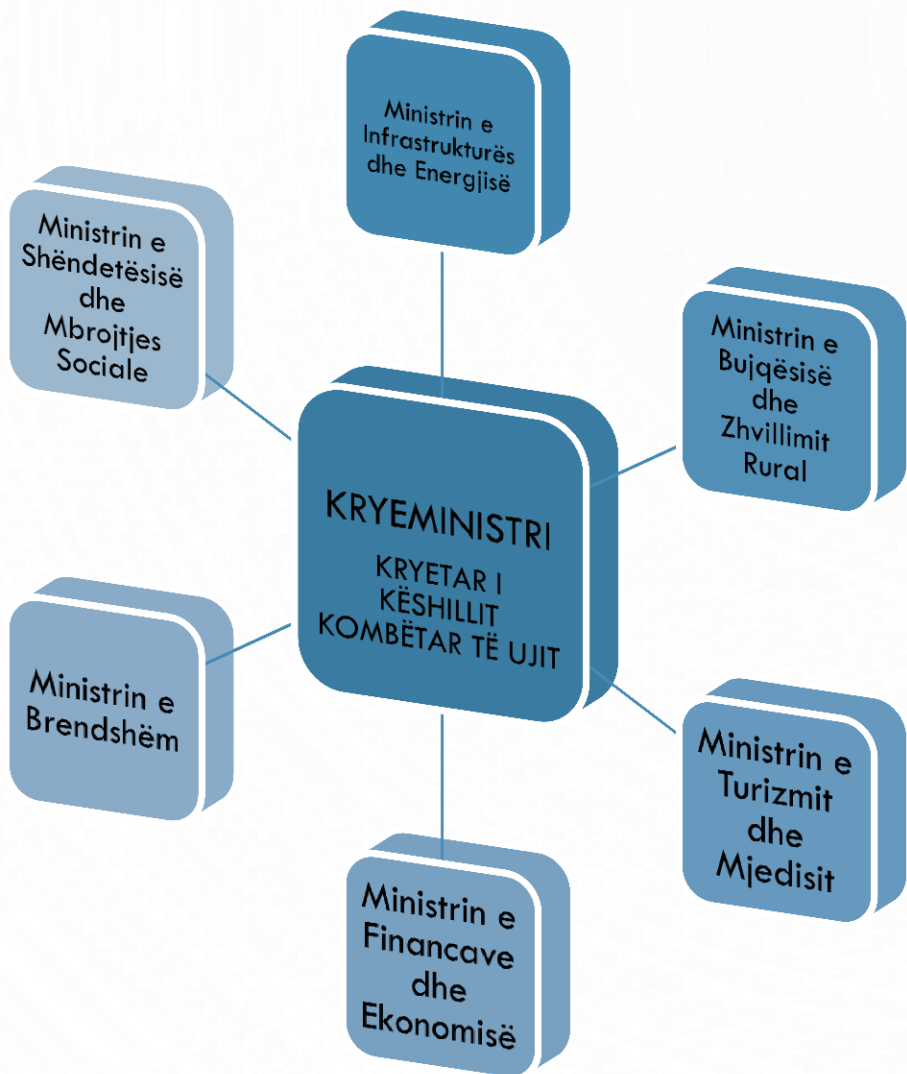 Ministrin e
Infrastrukturës
dhe Energjisë
Ministrin e
Shëndetësisë
dhe
Mbrojtjes
Sociale
Ministrin e
Bujqësisë
dhe
Zhvillimit
Rural
KRYEMINISTRI
KRYETAR I
KËSHILLIT
KOMBËTAR TË UJIT
Ministrin e
Brendshëm
Ministrin e
Turizmit
dhe
Mjedisit
Ministrin e
Financave
dhe
Ekonomisë